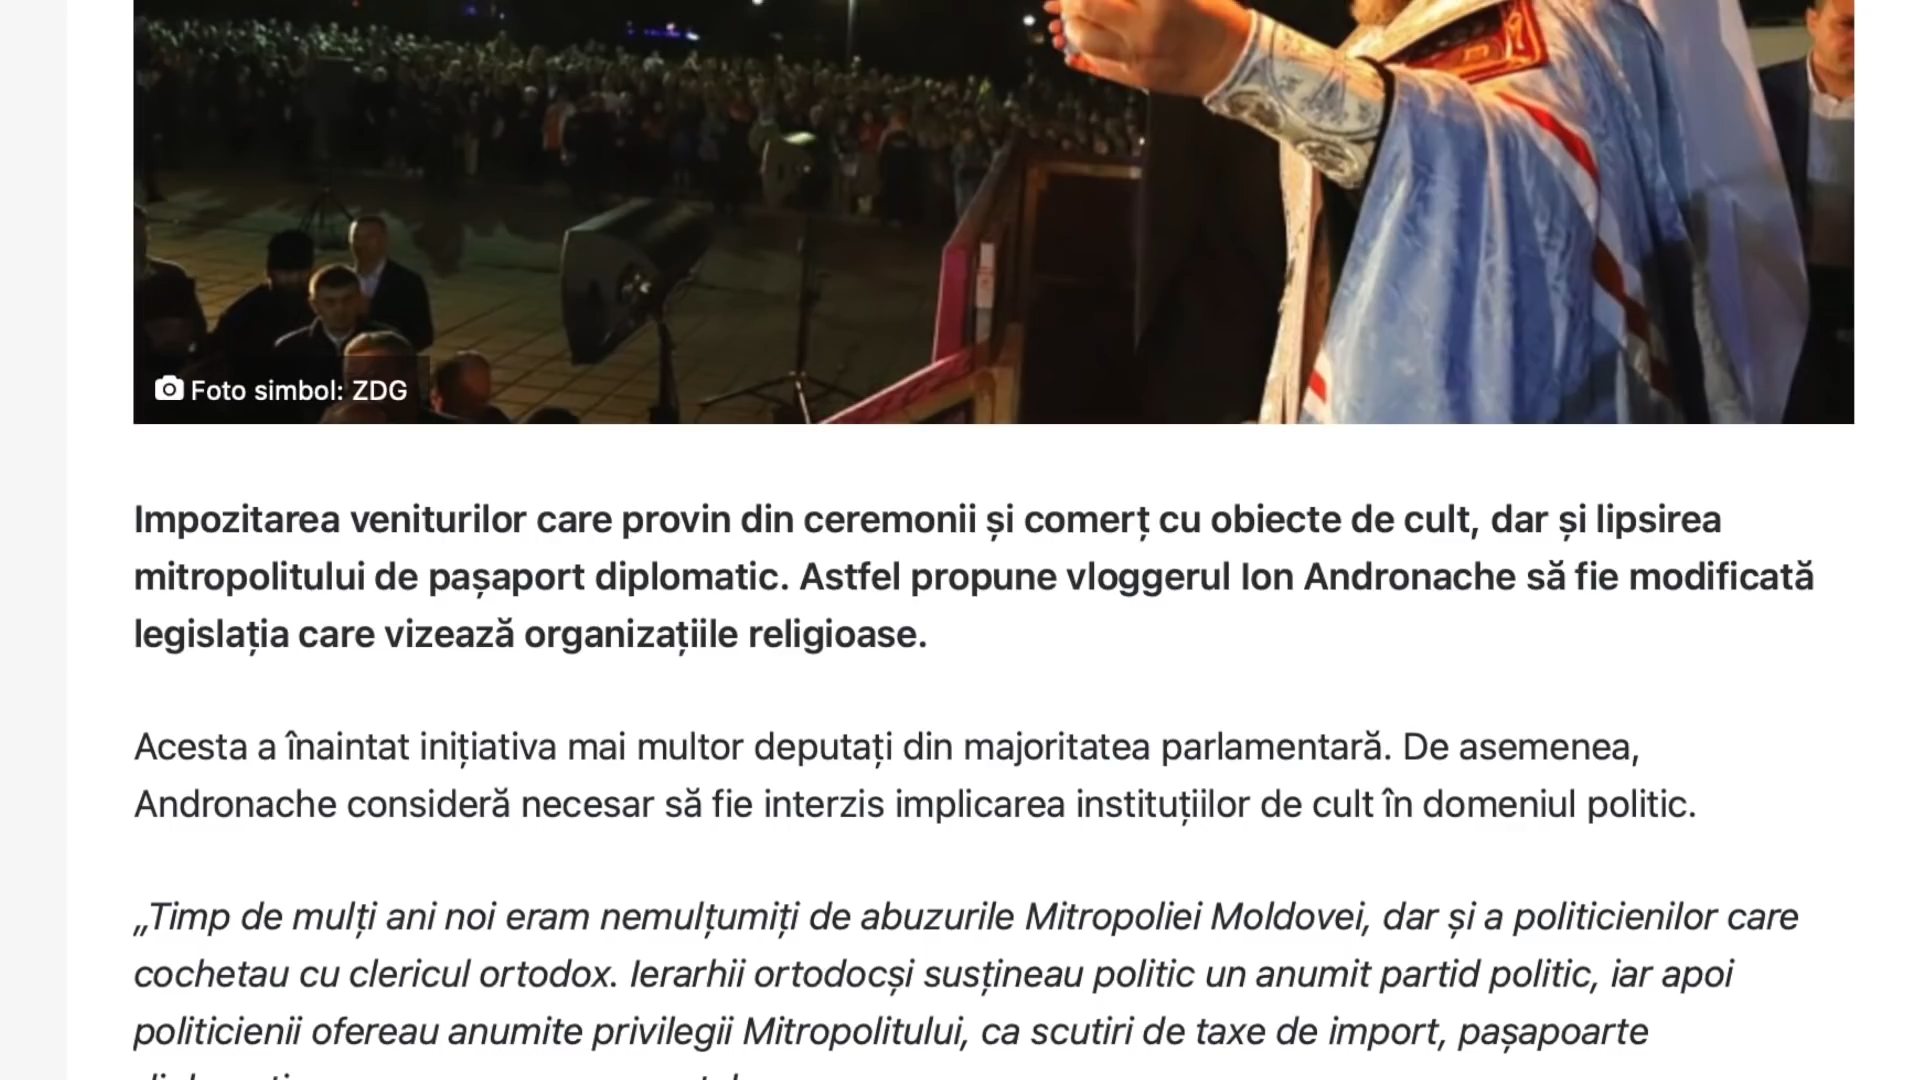 Foto simbol: ZDG
Impozitarea veniturilor care provin din ceremonii și comerț cu obiecte de cult, dar și lipsirea
mitropolitului de pașaport diplomatic. Astfel propune vloggerul Ion Andronache să fie modificată
legislația care vizează organizațiile religioase.
Acesta a înaintat inițiativa mai multor deputați din majoritatea parlamentară. De asemenea,
Andronache consideră necesar să fie interzis implicarea instituțiilor de cult în domeniul politic.
„Timp de mulți ani noi eram nemulțumiți de abuzurile Mitropoliei Moldovei, dar și a politicienilor care
cochetau cu clericul ortodox. Ierarhii ortodocși susțineau politic un anumit partid politic, iar apoi
politicienii ofereau anumite privilegii Mitropolitului, ca scutiri de taxe de import, pașapoarte